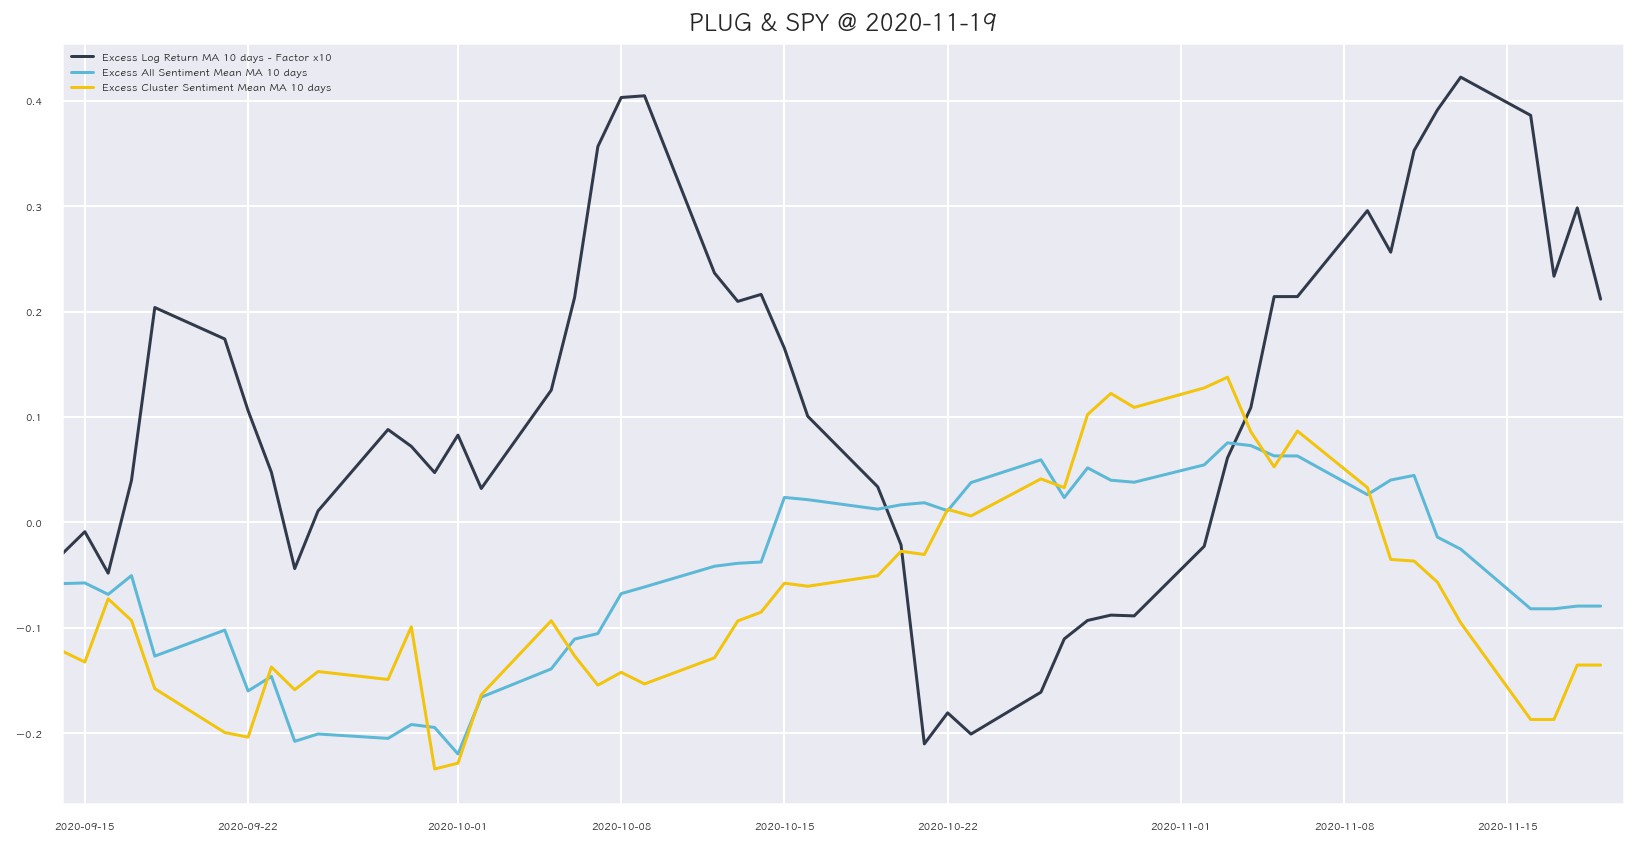 PLUG & SPY @ 2020-11-19
Excess Log Return MA 10 days - Factor x10
Excess All Sentiment Mean MA 10 days
Excess Cluster Sentiment Mean MA 10 days
0.4
0.3
0.2
0.1
0.0
−0.1
−0.2
2020-09-15 2020-09-22 2020-10-01 2020-10-08 2020-10-15 2020-10-22 2020-11-01 2020-11-08 2020-11-15